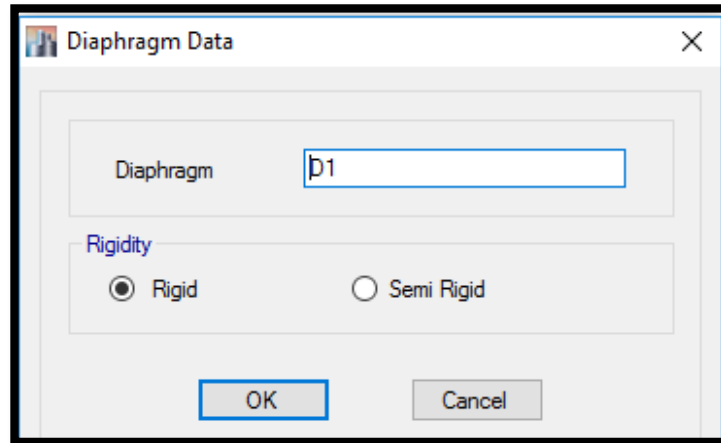 Diaphragm Data
Diaphragm D1
Rigidity
Rigid Semi Rigid
OK Cancel